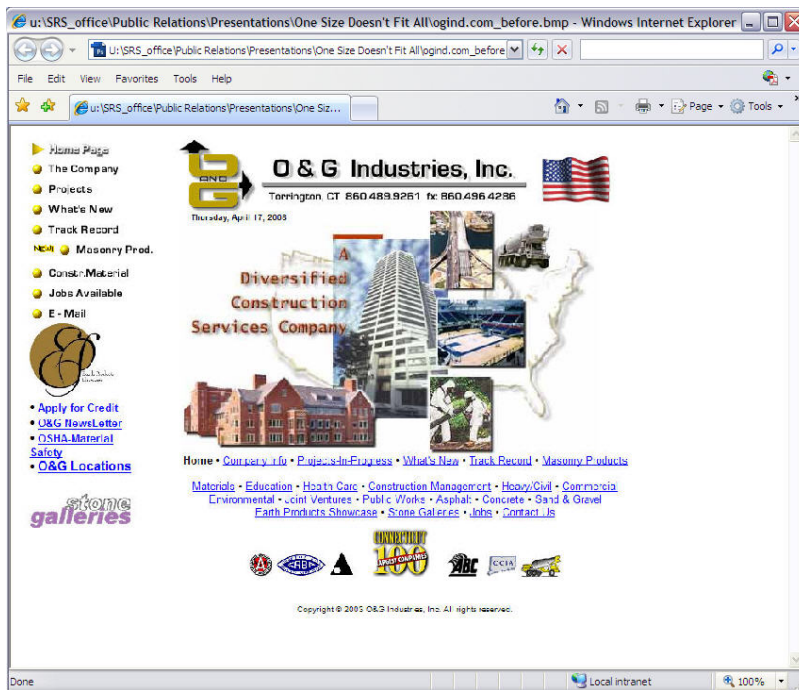 u:\SRS_office\Public Relations\Presentations\One Size Doesn't Fit All\ogind.com_before.bmp - Windows Internet Explorer
U:\SRS_office\Public Relations\Presentations\One Size Doesn't Fit All\ogind.com_before
File Edit View Favorites Tools Help
u:\SRS_office\Public Relations\Presentations\One Siz...
Page Tools
Home Page
The Company
Projects
What's New
Track Record
NEW! Masonry Prod.
Constr.Material
Jobs Available
E - Mail
• Apply for Credit
• O&G NewsLetter
• OSHA-Material
Safety
• O&G Locations
stone
galleries
O AND G
O & G Industries, Inc.
Torrington, CT 860.489.9261 fx: 860.496.4286
Thursday, April 17, 2008
A
Diversified
Construction
Services Company
Home • Company Info • Projects-In-Progress • What's New • Track Record • Masonry Products
Materials • Education • Health Care • Construction Management • Heavy/Civil • Commercial
Environmental • Joint Ventures • Public Works • Asphalt • Concrete • Sand & Gravel
Earth Products Showcase • Stone Galleries • Jobs • Contact Us
CONNECTICUT
100
LARGEST COMPANIES
ABC
CCIA
Copyright © 2003 O&G Industries, Inc. All rights reserved.
Done
Local intranet
100%